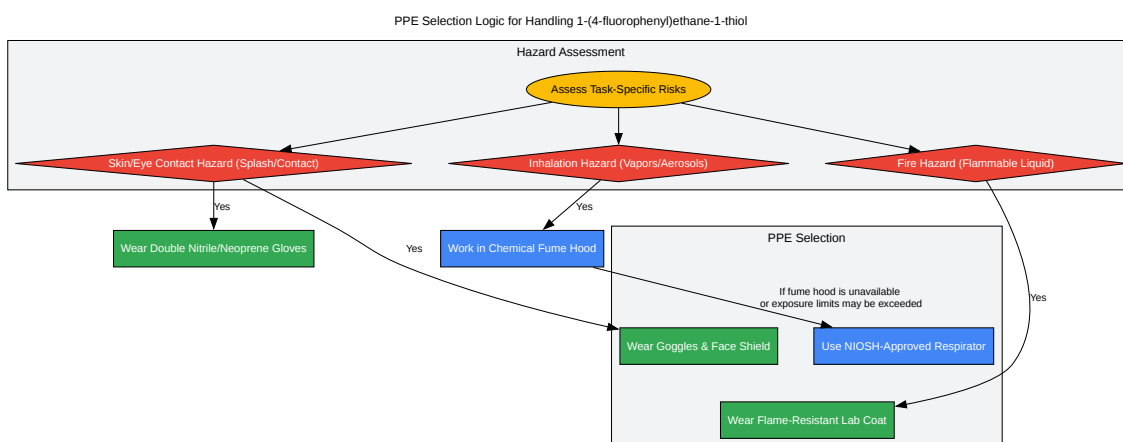 PPE Selection Logic for Handling 1-(4-fluorophenyl)ethane-1-thiol
Hazard Assessment
Assess Task-Specific Risks
Skin/Eye Contact Hazard (Splash/Contact)
Inhalation Hazard (Vapors/Aerosols)
Fire Hazard (Flammable Liquid)
Yes
Yes
Wear Double Nitrile/Neoprene Gloves
Yes
Work in Chemical Fume Hood
PPE Selection
If fume hood is unavailable
or exposure limits may be exceeded
Yes
Wear Goggles & Face Shield
Use NIOSH-Approved Respirator
Wear Flame-Resistant Lab Coat